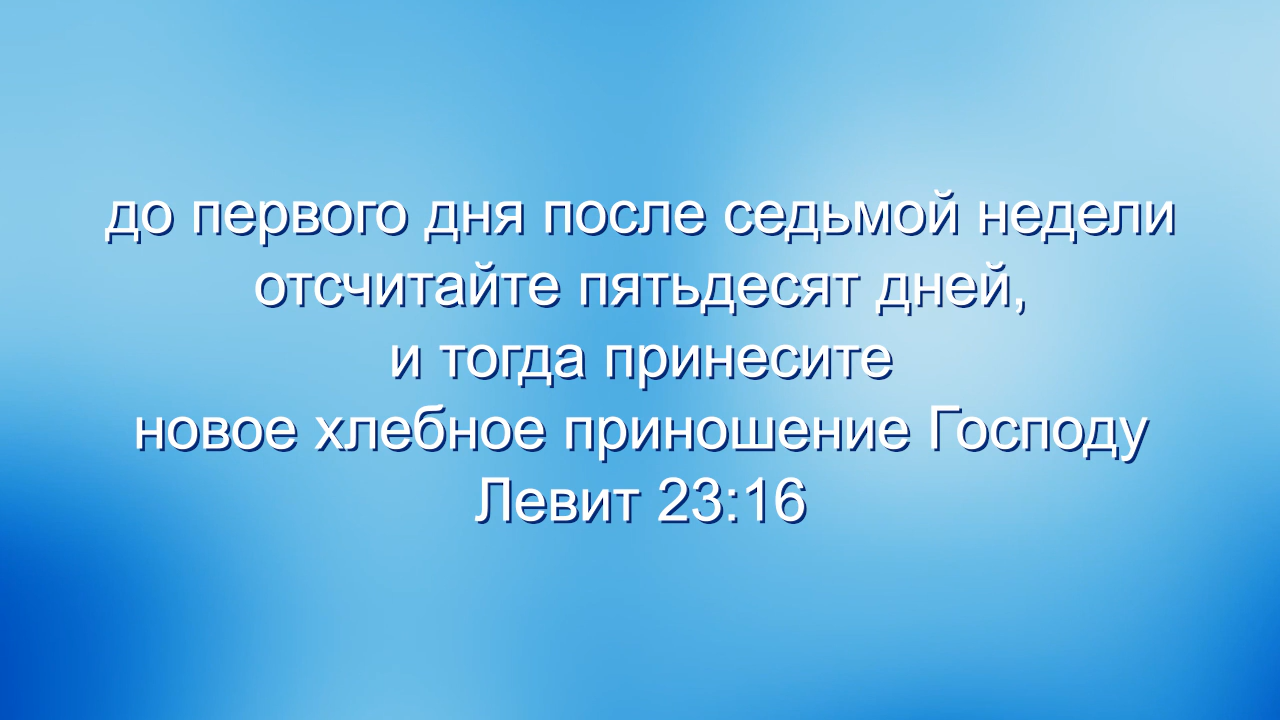 до первого дня после седьмой недели
отсчитайте пятьдесят дней,
и тогда принесите
новое хлебное приношение Господу
Левит 23:16